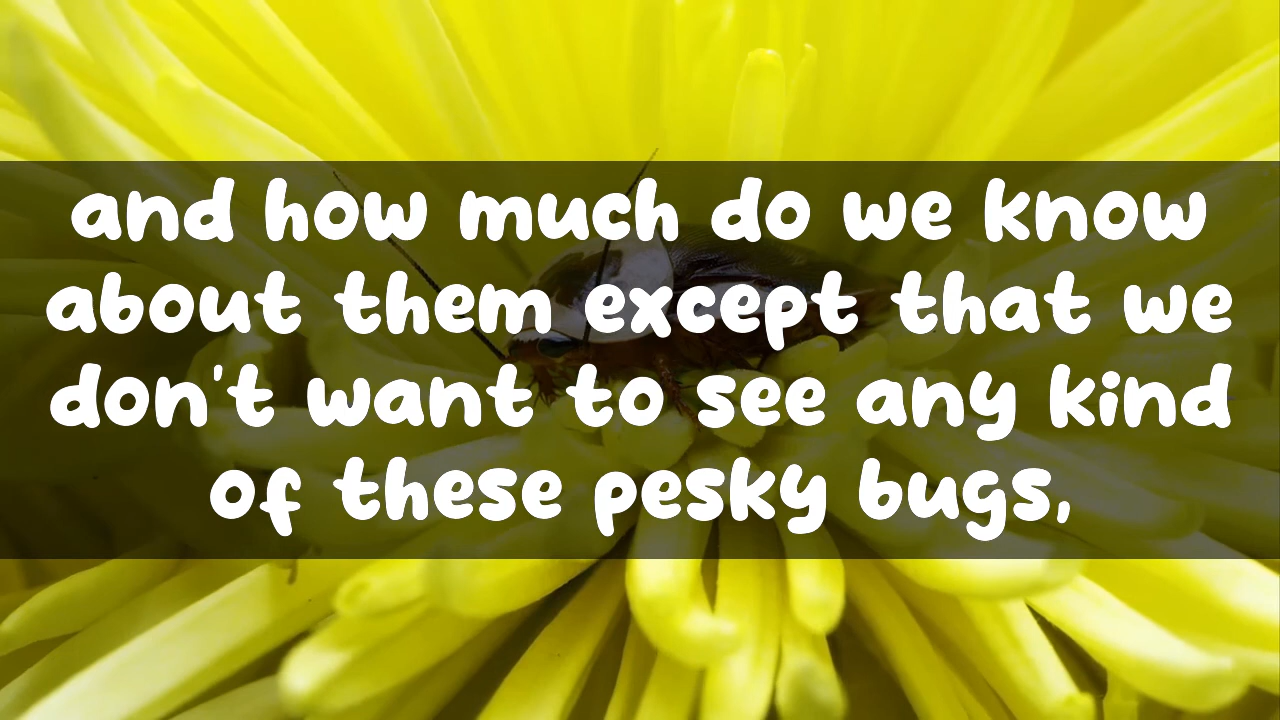 and how much do we know
about them except that we
don't want to see any kind
of these pesky bugs,